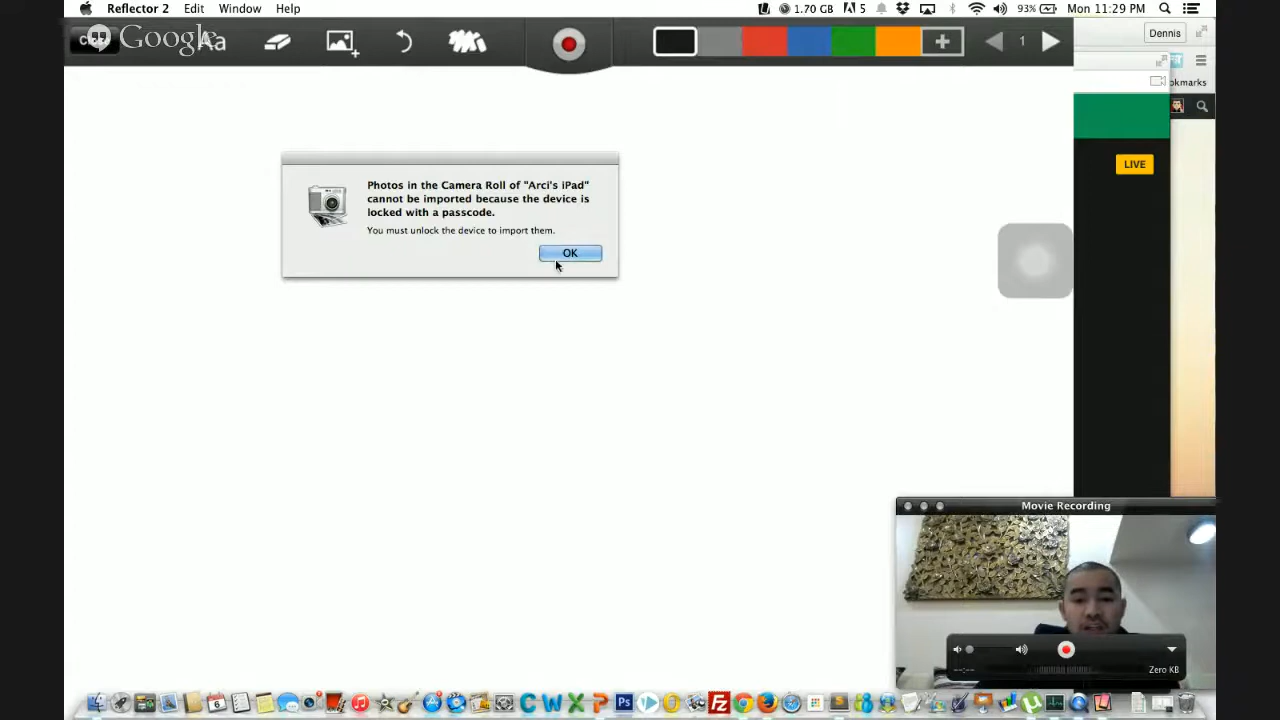 Reflector 2 Edit Window Help 1.70 GB 5 93% Mon 11:29 PM
Google Aa 1 Dennis
okmarks
LIVE
Photos in the Camera Roll of "Arci's iPad"
cannot be imported because the device is
locked with a passcode.
You must unlock the device to import them.
OK
Movie Recording
--:--
Zero KB